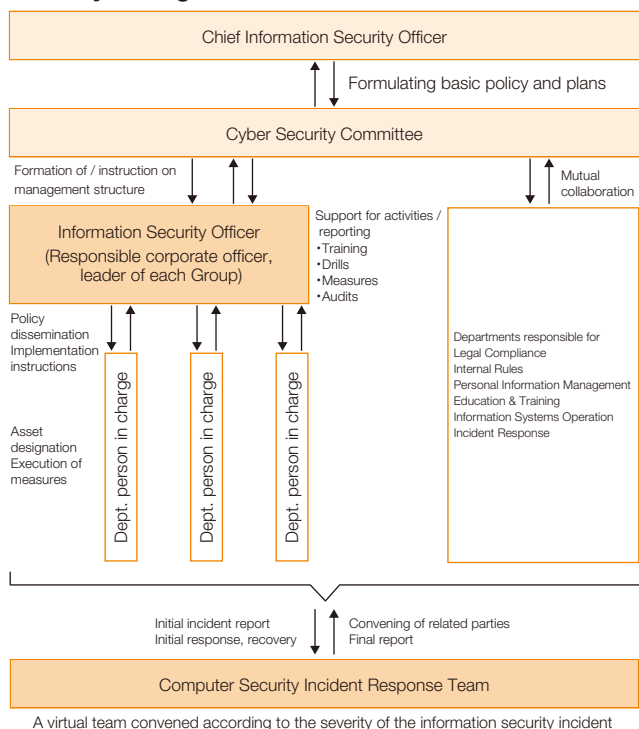 Chief Information Security Officer
Formulating basic policy and plans
Cyber Security Committee
Formation of / instruction on
management structure
Mutual
collaboration
Information Security Officer
(Responsible corporate officer,
leader of each Group)
Support for activities /
reporting
•Training
•Drills
•Measures
•Audits
Policy
dissemination
Implementation
instructions
Asset
designation
Execution of
measures
Dept. person in charge
Dept. person in charge
Dept. person in charge
Departments responsible for
Legal Compliance
Internal Rules
Personal Information Management
Education & Training
Information Systems Operation
Incident Response
Initial incident report
Initial response, recovery
Convening of related parties
Final report
Computer Security Incident Response Team
A virtual team convened according to the severity of the information security incident